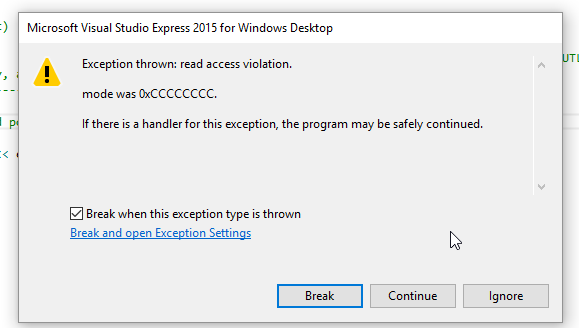 Microsoft Visual Studio Express 2015 for Windows Desktop
t)
Exception thrown: read access violation.
UTL
mode was 0xCCCCCCCC.
If there is a handler for this exception, the program may be safely continued.
Break when this exception type is thrown
Break and open Exception Settings
Break Continue Ignore